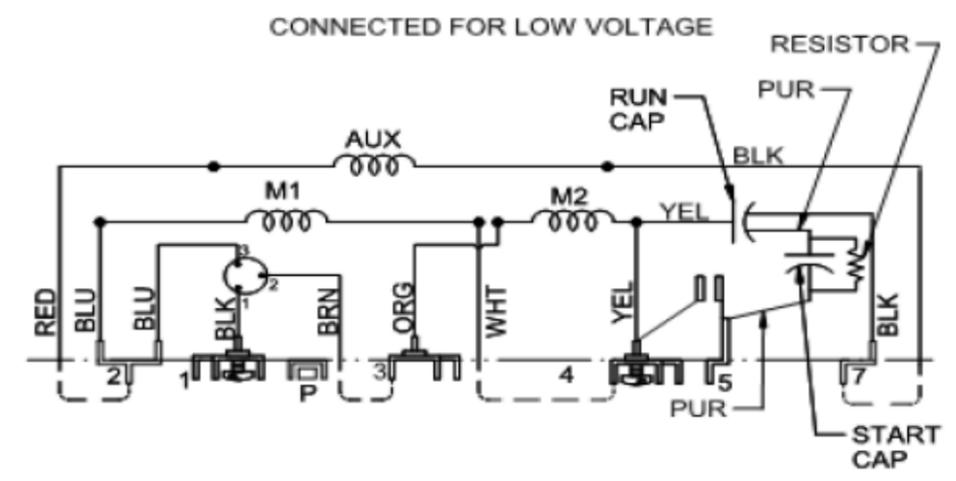 CONNECTED FOR LOW VOLTAGE
RESISTOR
PUR
RUN
CAP
AUX
BLK
M1
M2
YEL
3
2
1
RED
BLU
BLU
BLK
BRN
ORG
WHT
YEL
BLK
2
1
P
3
4
5
7
PUR
START
CAP